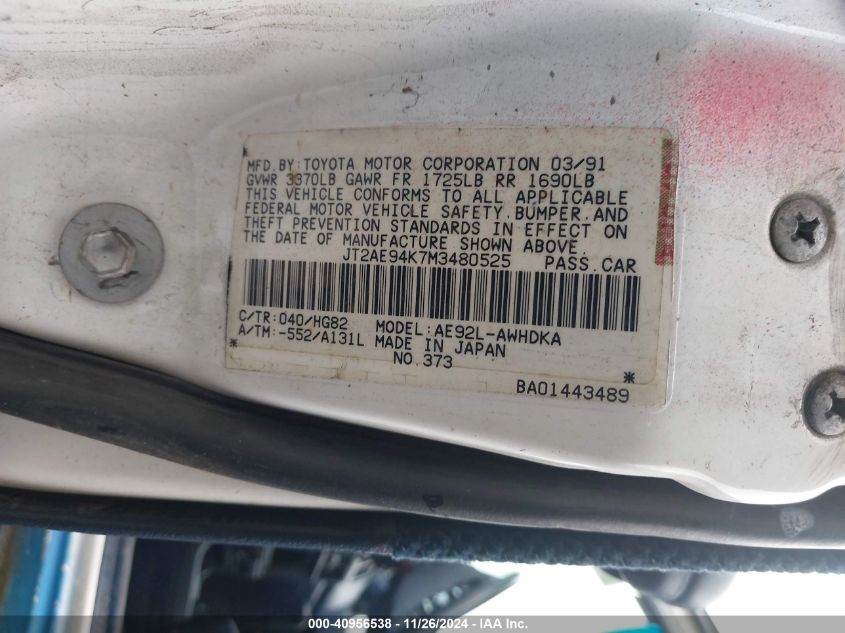 MFD.BY:TOYOTA MOTOR CORPORATION 03/91
GVWR 3370LB GAWR FR 1725LB RR 1690LB
THIS VEHICLE CONFORMS TO ALL APPLICABLE
FEDERAL MOTOR VEHICLE SAFETY,BUMPER,AND
THEFT PREVENTION STANDARDS IN EFFECT ON
THE DATE OF MANUFACTURE SHOWN ABOVE.
JT2AE94K7M3480525 PASS.CAR
C/TR:040/HG82 MODEL:AE92L-AWHDKA
A/TM:-552/A131L MADE IN JAPAN
NO.373
BA01443489
000-40956538 - 11/26/2024 - IAA Inc.